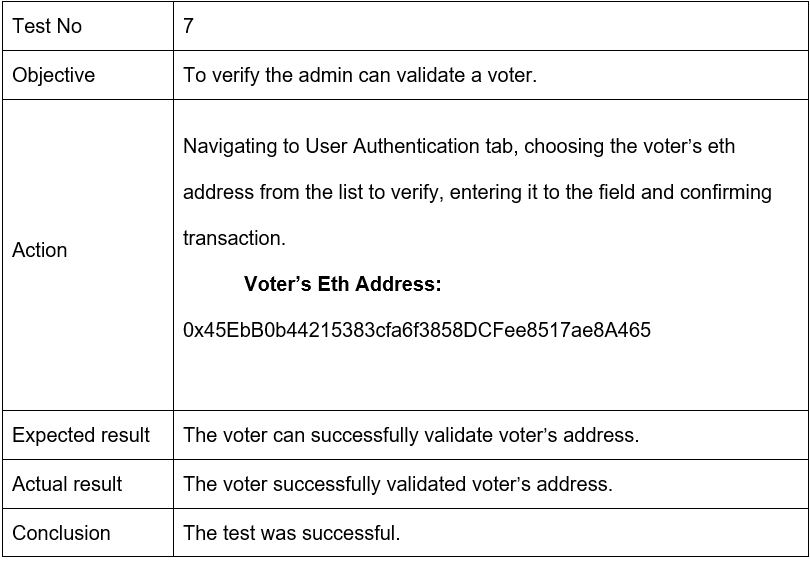 Test No 7
Objective To verify the admin can validate a voter.
Navigating to User Authentication tab, choosing the voter’s eth
address from the list to verify, entering it to the field and confirming
transaction.
Action
Voter’s Eth Address:
0x45EbB0b44215383cfa6f3858DCFee8517ae8A465
Expected result The voter can successfully validate voter’s address.
Actual result The voter successfully validated voter’s address.
Conclusion The test was successful.